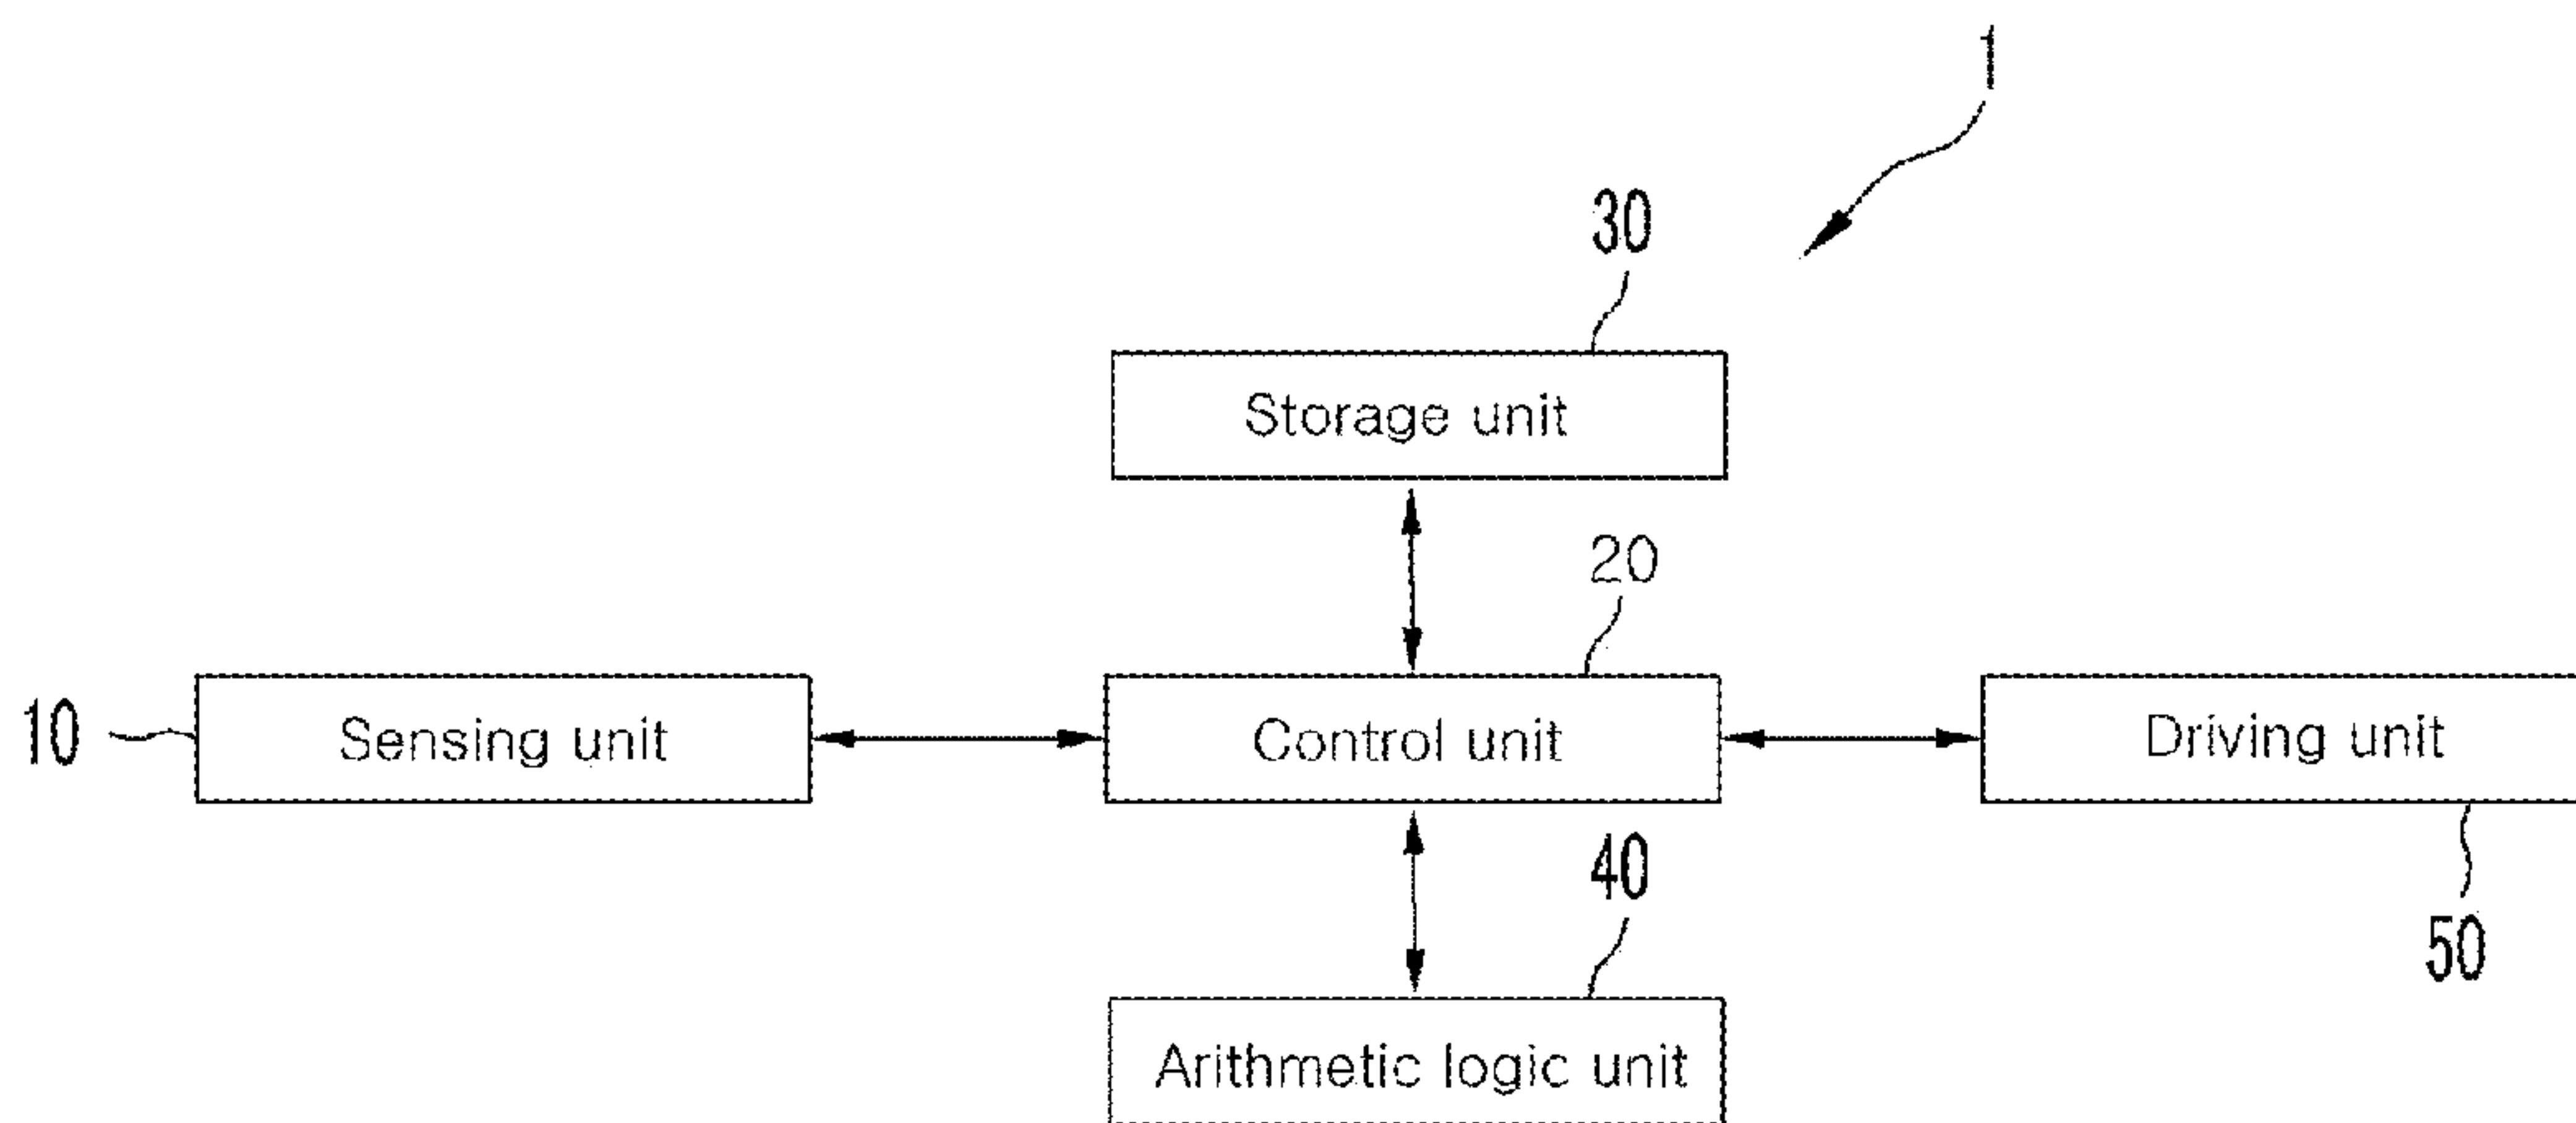 1
30
Storage unit
20
10
Sensing unit
Control unit
Driving unit
40
50
Arithmetic logic unit